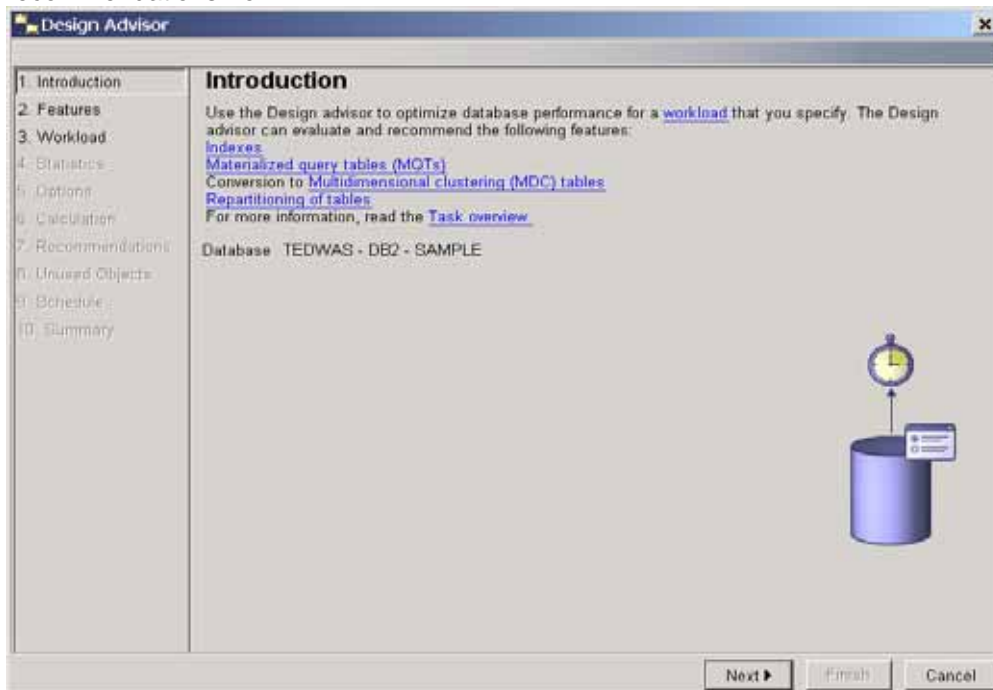 Design Advisor
1. Introduction
2. Features
3. Workload
4. Statistics
5. Options
6. Calculation
7. Recommendations
8. Unused Objects
9. Schedule
10. Summary
Introduction
Use the Design advisor to optimize database performance for a workload that you specify. The Design
advisor can evaluate and recommend the following features:
Indexes
Materialized query tables (MQTs)
Conversion to Multidimensional clustering (MDC) tables
Repartitioning of tables
For more information, read the Task overview.
Database TEDWAS - DB2 - SAMPLE
Next
Finish
Cancel